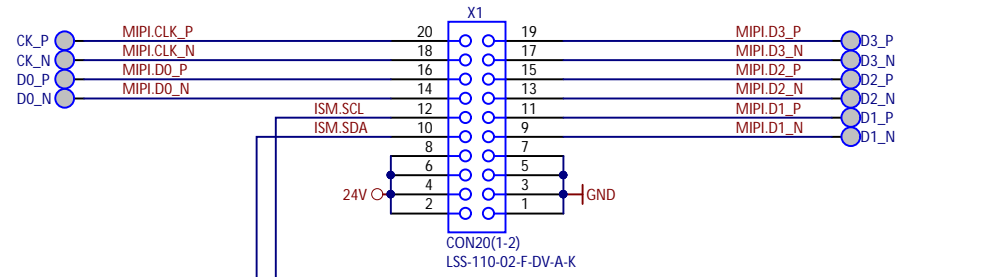 X1
CK_P MIPI.CLK_P 20 19 MIPI.D3_P D3_P
CK_N MIPI.CLK_N 18 17 MIPI.D3_N D3_N
D0_P MIPI.D0_P 16 15 MIPI.D2_P D2_P
D0_N MIPI.D0_N 14 13 MIPI.D2_N D2_N
ISM.SCL 12 11 MIPI.D1_P D1_P
ISM.SDA 10 9 MIPI.D1_N D1_N
8 7
6 5
24V 4 3 GND
2 1
CON20(1-2)
LSS-110-02-F-DV-A-K